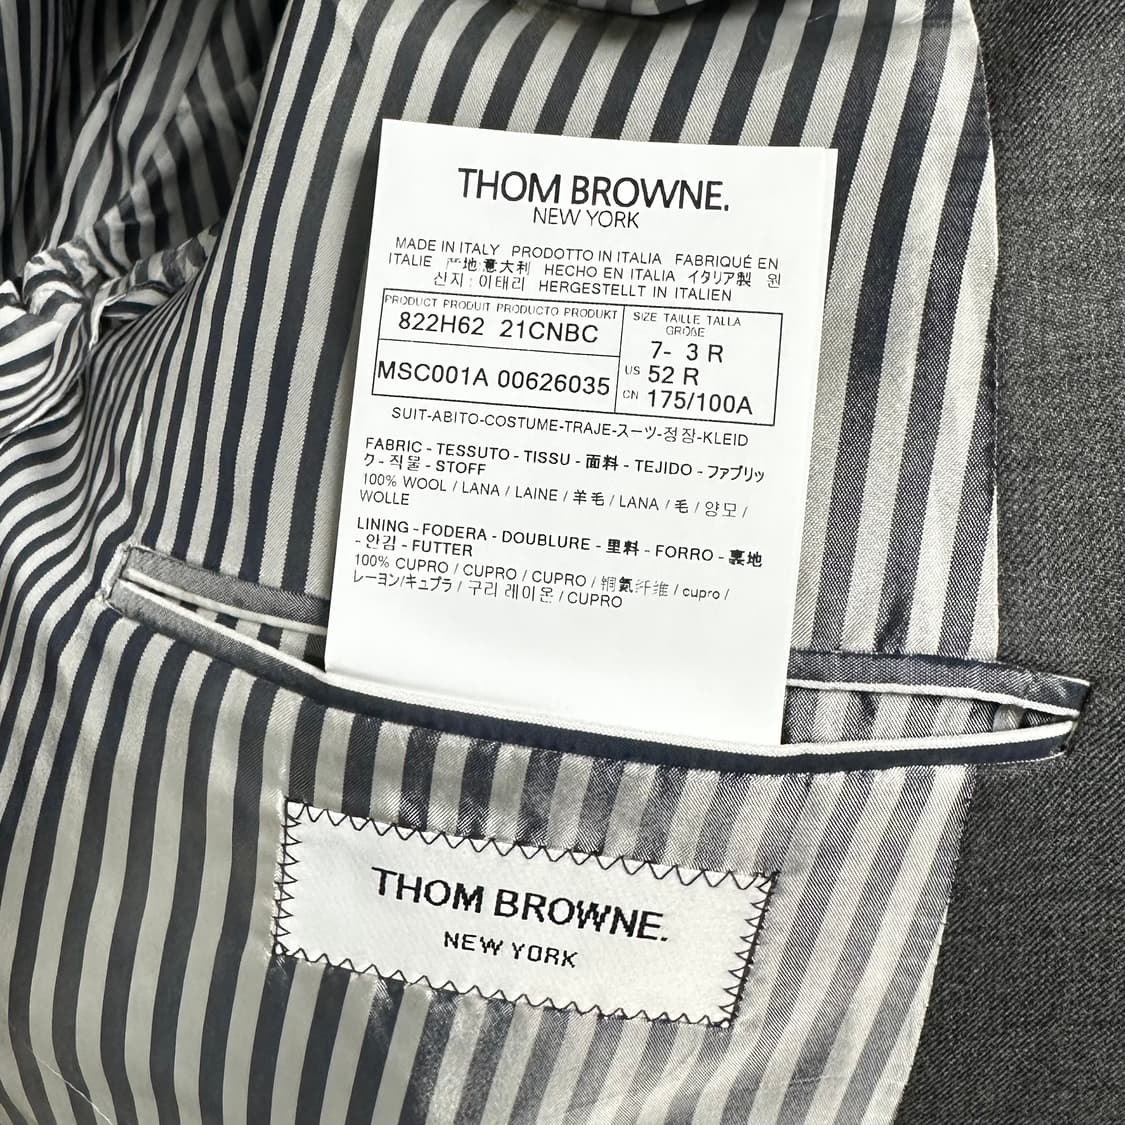 THOM BROWNE.
NEW YORK
MADE IN ITALY PRODOTTO IN ITALIA FABRIQUÉ EN
ITALIE 产地:意大利 HECHO EN ITALIA イタリア製 원
산지 : 이태리 HERGESTELLT IN ITALIEN
PRODUCT PRODUIT PRODUCTO PRODUKT
822H62 21CNBC
MSC001A 00626035
SIZE TAILLE TALLA
GRÖßE
7- 3 R
US 52 R
CN 175/100A
SUIT-ABITO-COSTUME-TRAJE-スーツ-정장-KLEID
FABRIC - TESSUTO - TISSU - 面料 - TEJIDO - ファブリッ
ク - 직물 - STOFF
100% WOOL / LANA / LAINE / 羊毛 / LANA / 毛 / 양모 /
WOLLE
LINING - FODERA - DOUBLURE - 里料 - FORRO - 裏地
- 안감 - FUTTER
100% CUPRO / CUPRO / CUPRO / 铜氨纤维 / cupro /
レーヨン/キュプラ / 구리 레이온 / CUPRO
THOM BROWNE.
NEW YORK